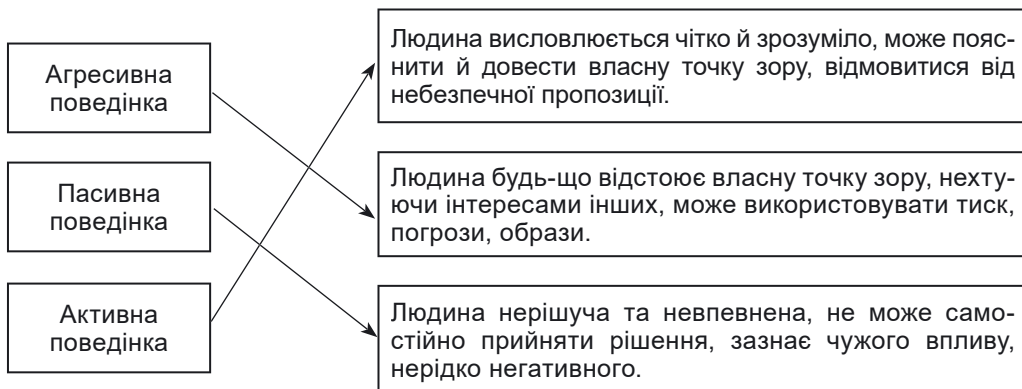 Агресивна
поведінка
Людина висловлюється чітко й зрозуміло, може пояс-
нити й довести власну точку зору, відмовитися від
небезпечної пропозиції.
Пасивна
поведінка
Людина будь-що відстоює власну точку зору, нехту-
ючи інтересами інших, може використовувати тиск,
погрози, образи.
Активна
поведінка
Людина нерішуча та невпевнена, не може само-
стійно прийняти рішення, зазнає чужого впливу,
нерідко негативного.